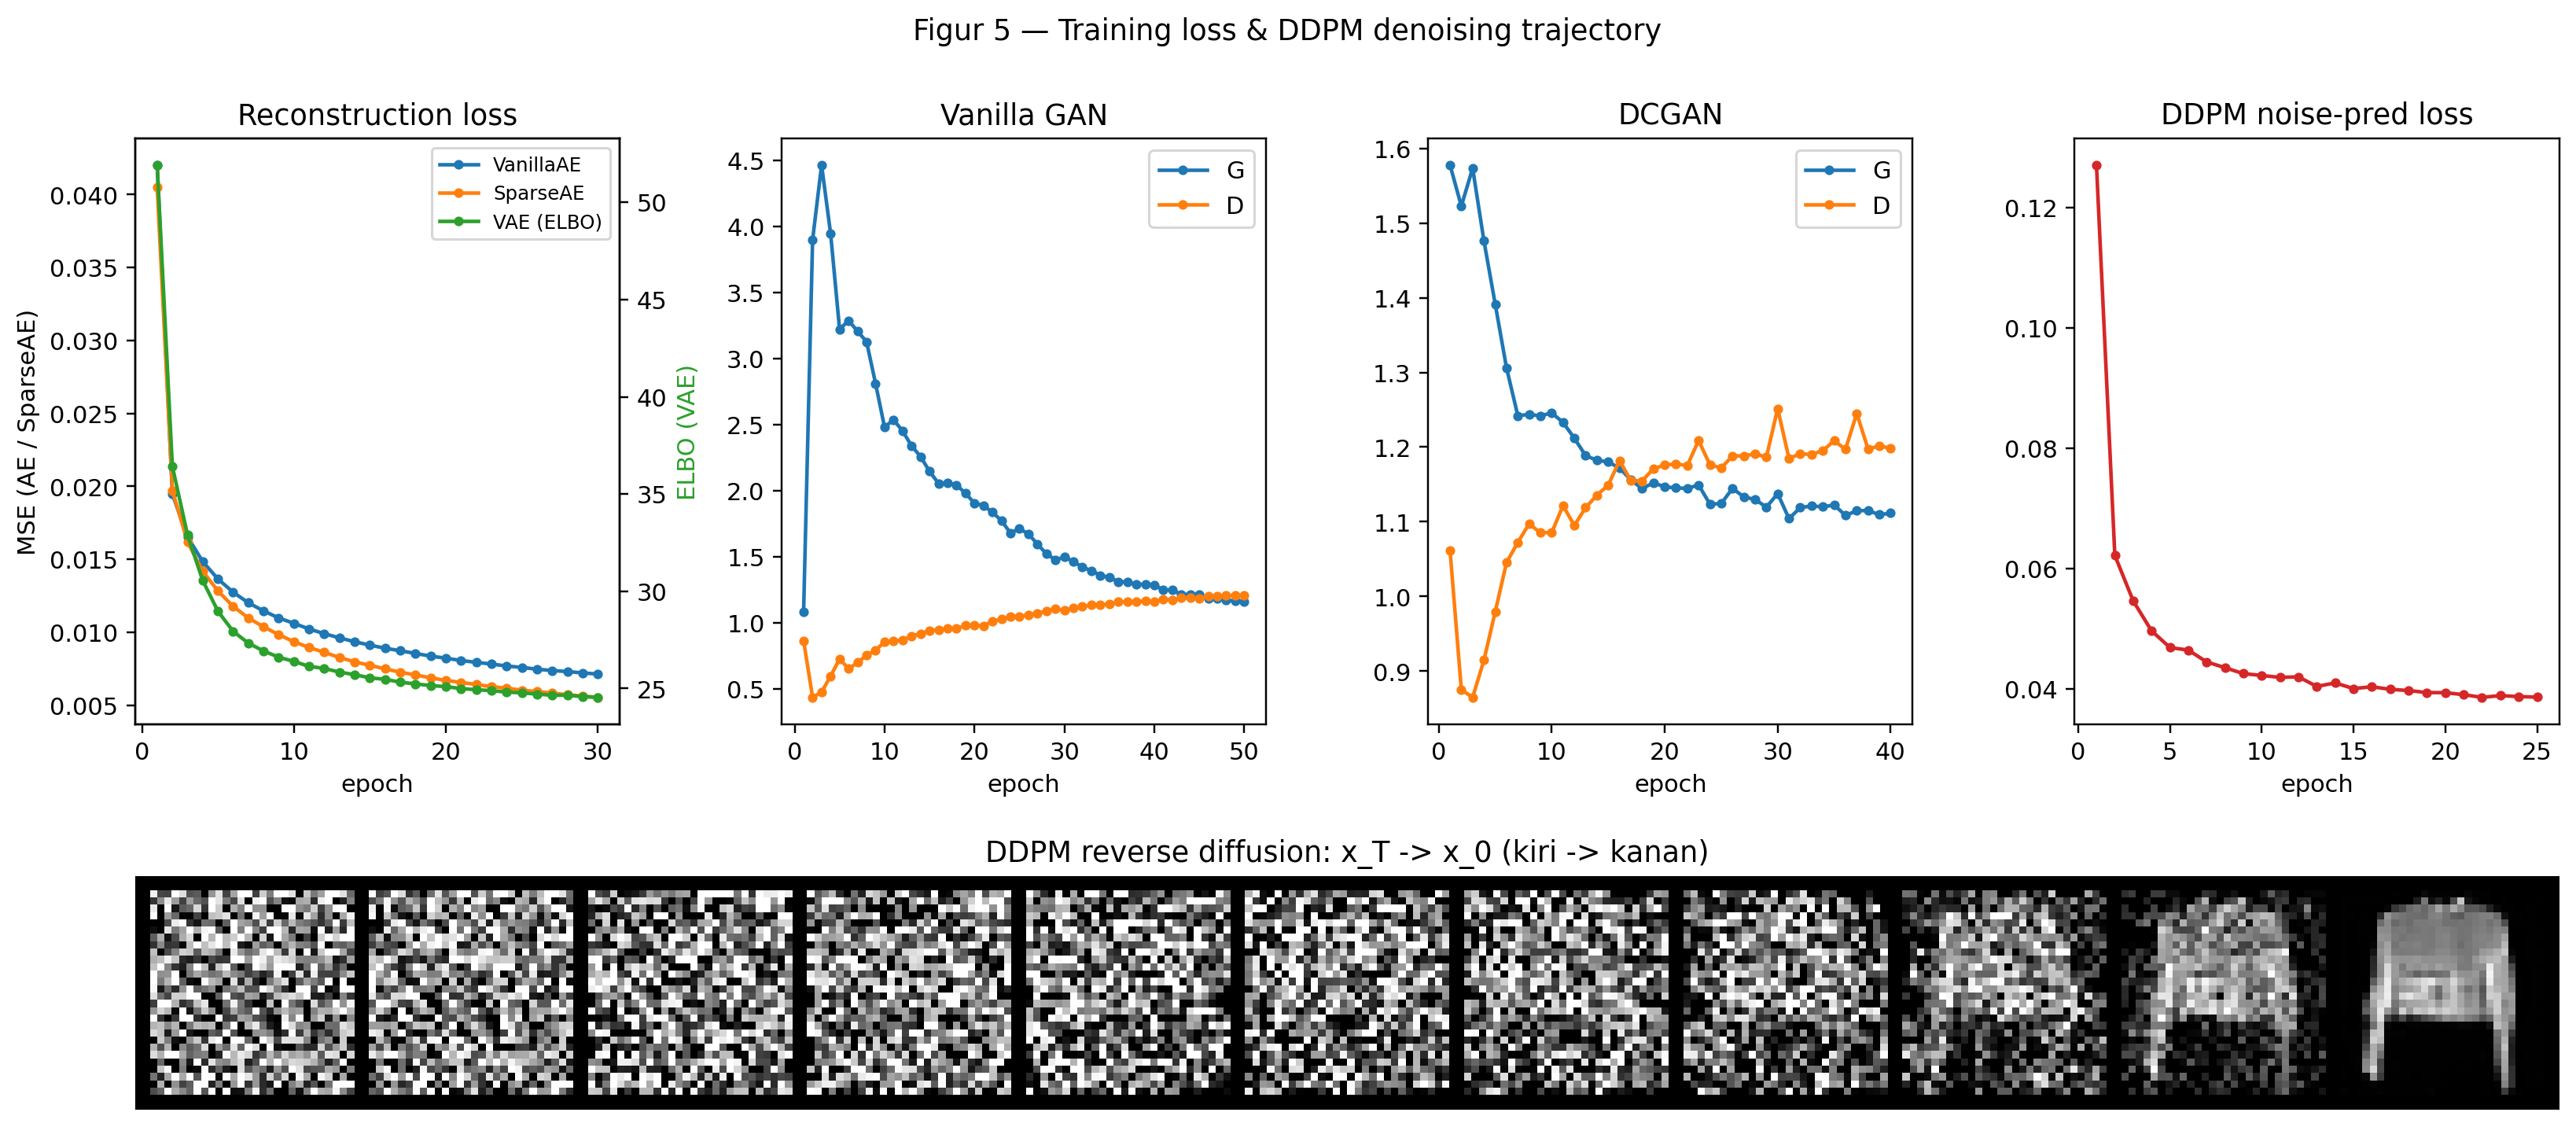 Figur 5 — Training loss & DDPM denoising trajectory
Reconstruction loss
VanillaAE
SparseAE
VAE (ELBO)
MSE (AE / SparseAE)
0.040
0.035
0.030
0.025
0.020
0.015
0.010
0.005
50
45
40
35
30
25
ELBO (VAE)
0 10 20 30
epoch
Vanilla GAN
G
D
4.5
4.0
3.5
3.0
2.5
2.0
1.5
1.0
0.5
0 10 20 30 40 50
epoch
DCGAN
G
D
1.6
1.5
1.4
1.3
1.2
1.1
1.0
0.9
0 10 20 30 40
epoch
DDPM noise-pred loss
0.12
0.10
0.08
0.06
0.04
0 5 10 15 20 25
epoch
DDPM reverse diffusion: x_T -> x_0 (kiri -> kanan)